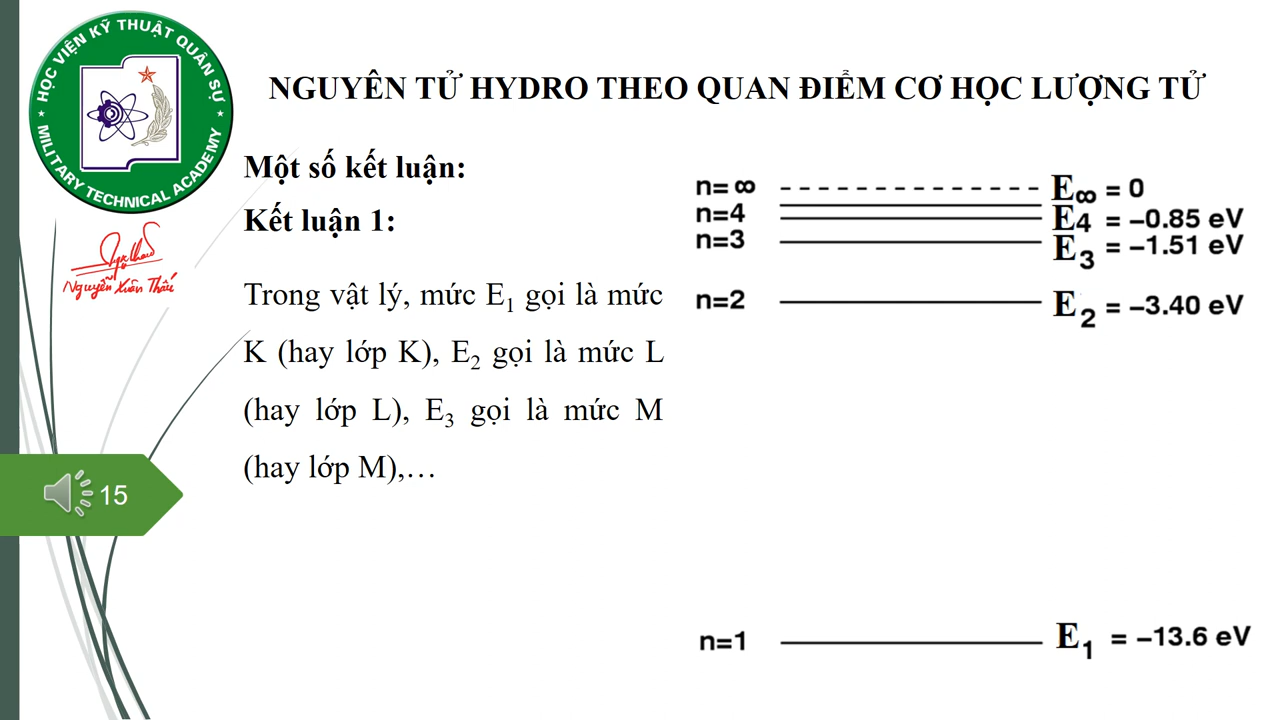 HỌC VIỆN KỸ THUẬT QUÂN SỰ
MILITARY TECHNICAL ACADEMY
Nguyễn Xuân Thấu
NGUYÊN TỬ HYDRO THEO QUAN ĐIỂM CƠ HỌC LƯỢNG TỬ
Một số kết luận:
Kết luận 1:
Trong vật lý, mức E₁ gọi là mức
K (hay lớp K), E₂ gọi là mức L
(hay lớp L), E₃ gọi là mức M
(hay lớp M),…
15
n=∞ E∞ = 0
n=4 E4 = −0.85 eV
n=3 E3 = −1.51 eV
n=2 E2 = −3.40 eV
n=1 E1 = −13.6 eV